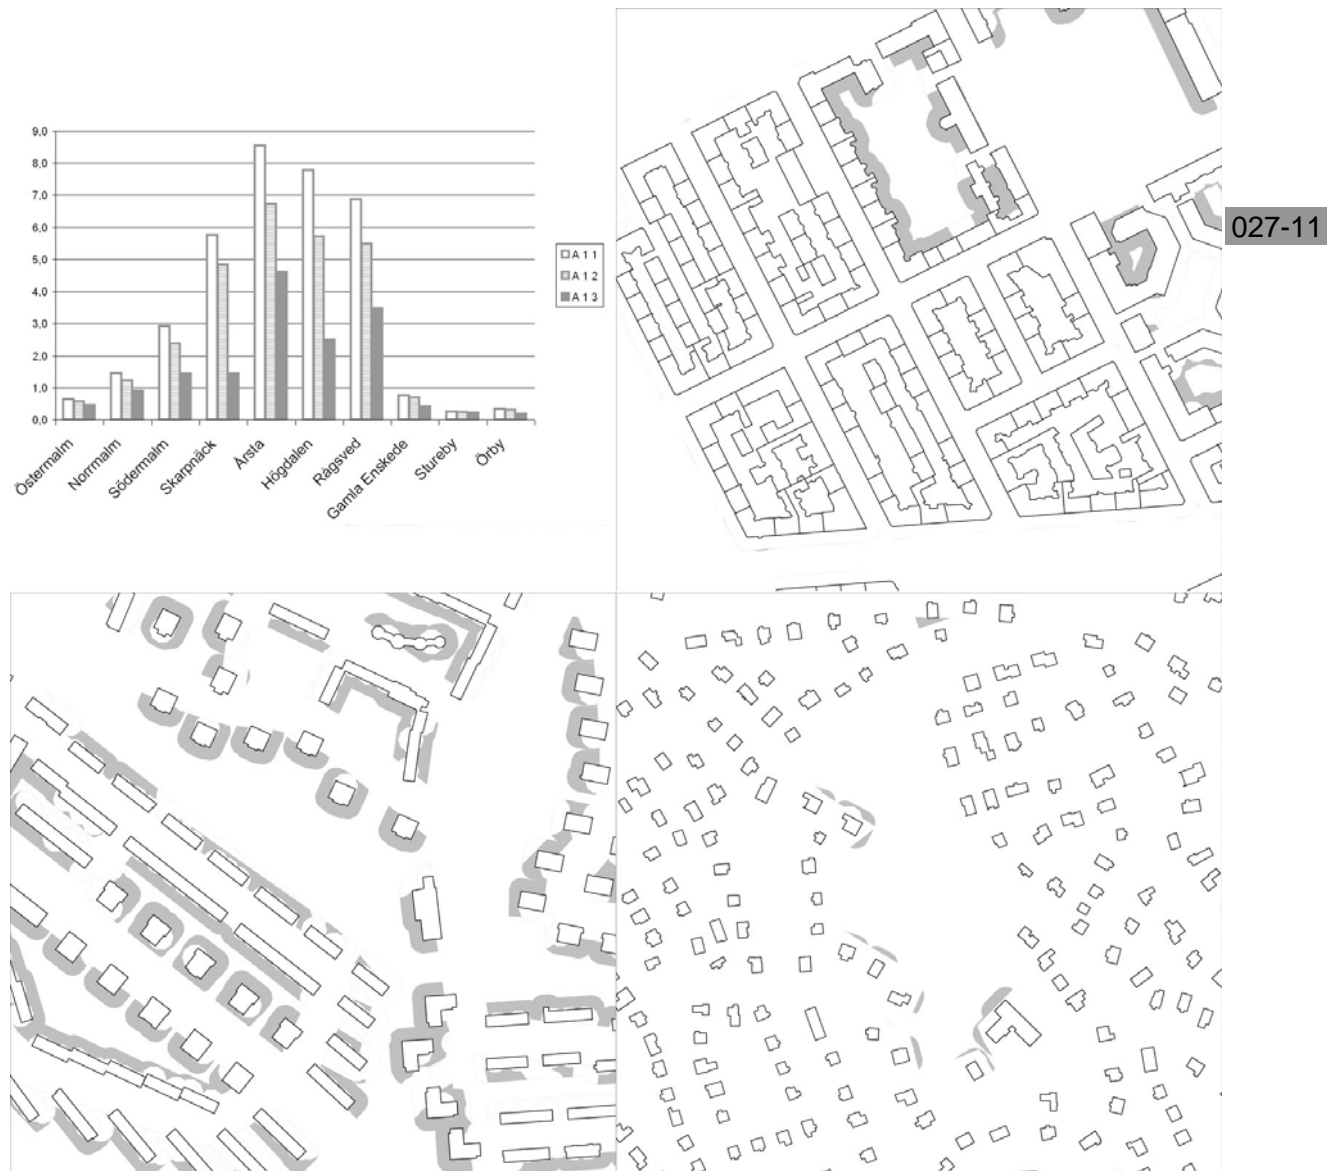 9,0
8,0
7,0
6,0
5,0
4,0
3,0
2,0
1,0
0,0
Östermalm
Norrmalm
Södermalm
Skarpnäck
Årsta
Högdalen
Rågsved
Gamla Enskede
Stureby
Örby
A 1 1
A 1 2
A 1 3
027-11